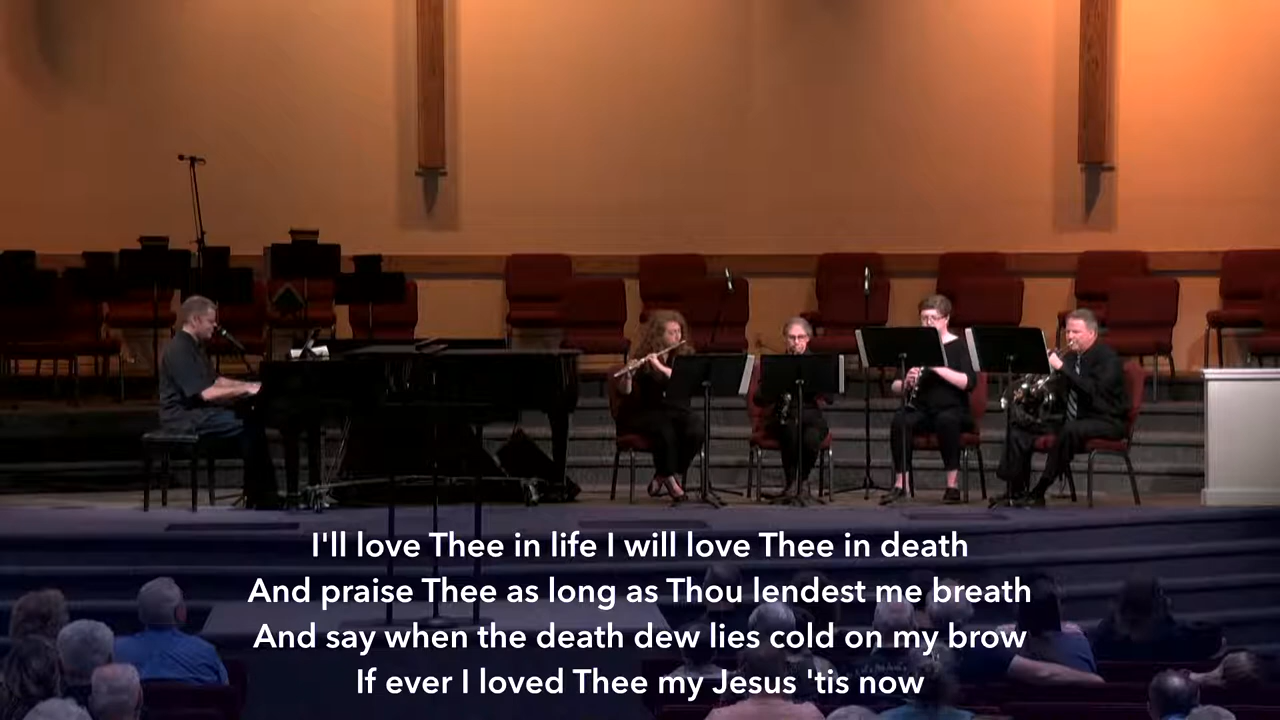 I'll love Thee in life I will love Thee in death
And praise Thee as long as Thou lendest me breath
And say when the death dew lies cold on my brow
If ever I loved Thee my Jesus 'tis now